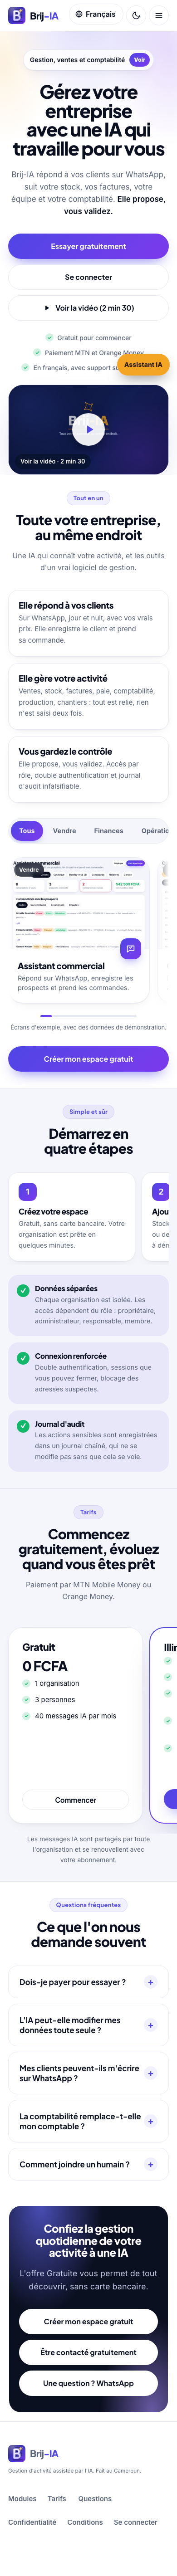 Brij-IA
Français
Gestion, ventes et comptabilité
Voir
Gérez votre
entreprise
avec une IA qui
travaille pour vous
Brij-IA répond à vos clients sur WhatsApp,
suit votre stock, vos factures, votre
équipe et votre comptabilité. Elle propose,
vous validez.
Essayer gratuitement
Se connecter
Voir la vidéo (2 min 30)
Gratuit pour commencer
Paiement MTN et Orange Money
En français, avec support
Assistant IA
Voir la vidéo · 2 min 30
Tout en un
Toute votre entreprise,
au même endroit
Une IA qui connaît votre activité, et les outils
d'un vrai logiciel de gestion.
Elle répond à vos clients
Sur WhatsApp, jour et nuit, avec vos vrais
prix. Elle enregistre le client et prend
sa commande.
Elle gère votre activité
Ventes, stock, factures, paie, comptabilité,
production, chantiers : tout est relié, rien
n'est saisi deux fois.
Vous gardez le contrôle
Elle propose, vous validez. Accès par
rôle, double authentification et journal
d'audit infalsifiable.
Tous
Vendre
Finances
Opératio
Vendre
Assistant commercial
Répond sur WhatsApp, enregistre les
prospects et prend les commandes.
Écrans d'exemple, avec des données de démonstration.
Créer mon espace gratuit
Simple et sûr
Démarrez en
quatre étapes
1
Créez votre espace
Gratuit, sans carte bancaire. Votre
organisation est prête en
quelques minutes.
2
Ajou
Stock
ou de
à dén
Données séparées
Chaque organisation est isolée. Les
accès dépendent du rôle : propriétaire,
administrateur, responsable, membre.
Connexion renforcée
Double authentification, sessions que
vous pouvez fermer, blocage des
adresses suspectes.
Journal d'audit
Les actions sensibles sont enregistrées
dans un journal chaîné, qui ne se
modifie pas sans que cela se voie.
Tarifs
Commencez
gratuitement, évoluez
quand vous êtes prêt
Paiement par MTN Mobile Money ou
Orange Money.
Gratuit
0 FCFA
1 organisation
3 personnes
40 messages IA par mois
Commencer
Les messages IA sont partagés par toute
l'organisation et se renouvellent avec
votre abonnement.
Questions fréquentes
Ce que l'on nous
demande souvent
Dois-je payer pour essayer ?
L'IA peut-elle modifier mes
données toute seule ?
Mes clients peuvent-ils m'écrire
sur WhatsApp ?
La comptabilité remplace-t-elle
mon comptable ?
Comment joindre un humain ?
Confiez la gestion
quotidienne de votre
activité à une IA
L'offre Gratuite vous permet de tout
découvrir, sans carte bancaire.
Créer mon espace gratuit
Être contacté gratuitement
Une question ? WhatsApp
Brij-IA
Gestion d'activité assistée par l'IA. Fait au Cameroun.
Modules
Tarifs
Questions
Confidentialité
Conditions
Se connecter